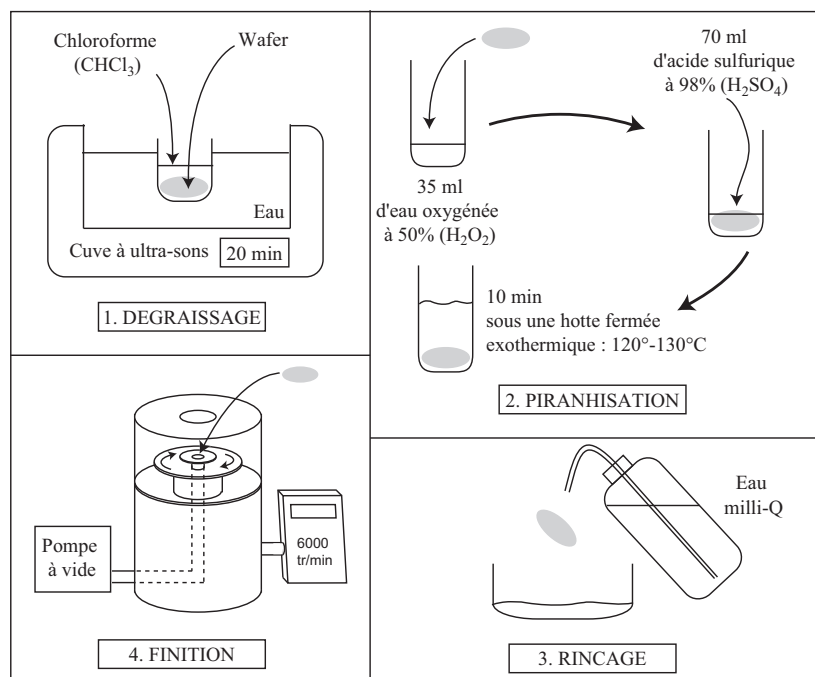 Chloroforme
(CHCl3)
Wafer
Eau
Cuve à ultra-sons
20 min
1. DEGRAISSAGE
70 ml
d'acide sulfurique
à 98% (H2SO4)
35 ml
d'eau oxygénée
à 50% (H2O2)
10 min
sous une hotte fermée
exothermique : 120°-130°C
2. PIRANHISATION
Eau
milli-Q
3. RINCAGE
6000
tr/min
Pompe
à vide
4. FINITION